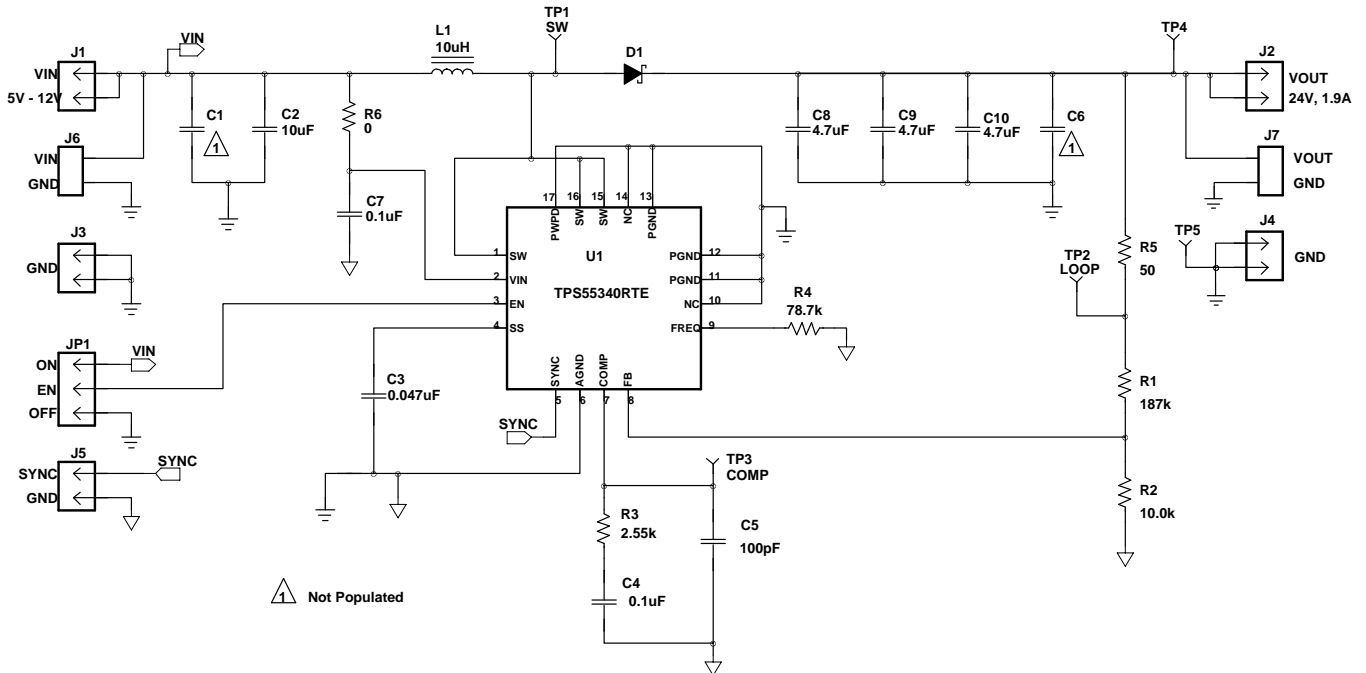 TP1
SW
TP4
L1
10uH
D1
VIN
J1
VIN
5V - 12V
J2
VOUT
24V, 1.9A
C1
1
C2
10uF
R6
0
C8
4.7uF
C9
4.7uF
C10
4.7uF
C6
1
J6
VIN
GND
J7
VOUT
GND
C7
0.1uF
17
16
15
14
13
PWPD
SW
SW
NC
PGND
J3
GND
U1
TPS55340RTE
1
SW
2
VIN
3
EN
4
SS
PGND
12
PGND
11
NC
10
FREQ
9
SYNC
AGND
COMP
FB
5
6
7
8
R4
78.7k
TP2
LOOP
R5
50
TP5
J4
GND
JP1
ON
EN
OFF
VIN
C3
0.047uF
R1
187k
SYNC
J5
SYNC
GND
SYNC
TP3
COMP
R2
10.0k
R3
2.55k
C5
100pF
C4
0.1uF
1
Not Populated